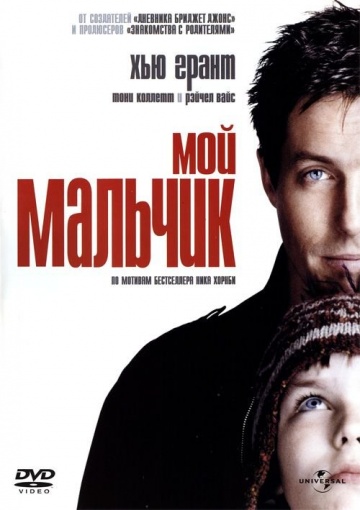 ОТ СОЗДАТЕЛЕЙ «ДНЕВНИКА БРИДЖЕТ ДЖОНС»
И ПРОДЮСЕРОВ «ЗНАКОМСТВА С РОДИТЕЛЯМИ»
ХЬЮ ГРАНТ
ТОНИ КОЛЛЕТТ И РЭЙЧЕЛ ВАЙС
МОЙ
МАЛЬЧИК
ПО МОТИВАМ БЕСТСЕЛЛЕРА НИКА ХОРНБИ
DVD
VIDEO
UNIVERSAL